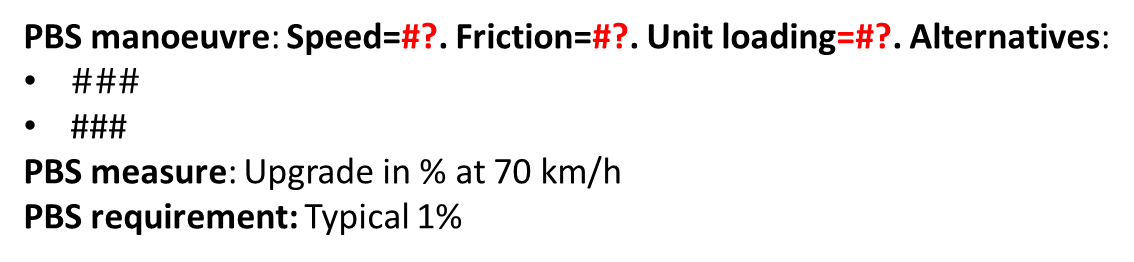 PBS manoeuvre: Speed=#?. Friction=#?. Unit loading=#?. Alternatives:
• ###
• ###
PBS measure: Upgrade in % at 70 km/h
PBS requirement: Typical 1%